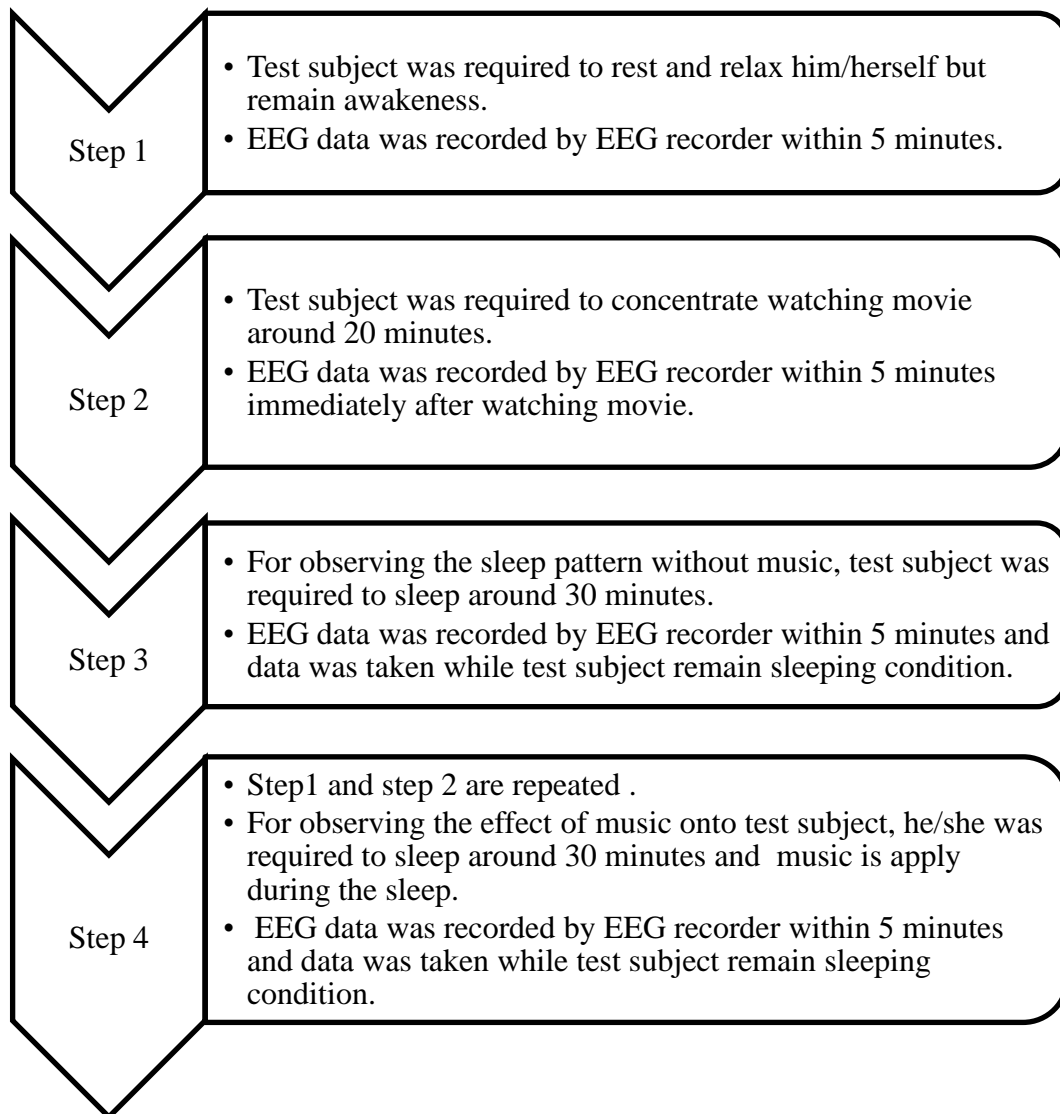 Step 1
• Test subject was required to rest and relax him/herself but
remain awakeness.
• EEG data was recorded by EEG recorder within 5 minutes.
Step 2
• Test subject was required to concentrate watching movie
around 20 minutes.
• EEG data was recorded by EEG recorder within 5 minutes
immediately after watching movie.
Step 3
• For observing the sleep pattern without music, test subject was
required to sleep around 30 minutes.
• EEG data was recorded by EEG recorder within 5 minutes and
data was taken while test subject remain sleeping condition.
Step 4
• Step1 and step 2 are repeated .
• For observing the effect of music onto test subject, he/she was
required to sleep around 30 minutes and  music is apply
during the sleep.
•  EEG data was recorded by EEG recorder within 5 minutes
and data was taken while test subject remain sleeping
condition.